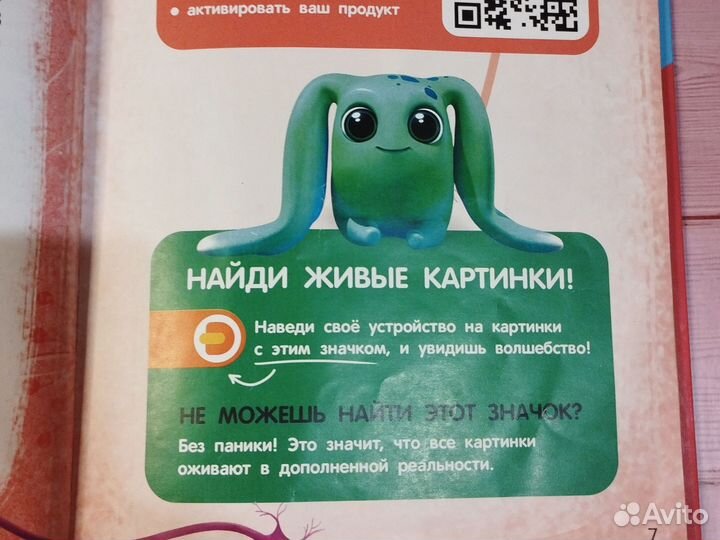 • активировать ваш продукт
НАЙДИ ЖИВЫЕ КАРТИНКИ!
Наведи своё устройство на картинки
с этим значком, и увидишь волшебство!
НЕ МОЖЕШЬ НАЙТИ ЭТОТ ЗНАЧОК?
Без паники! Это значит, что все картинки
оживают в дополненной реальности.
7
Avito